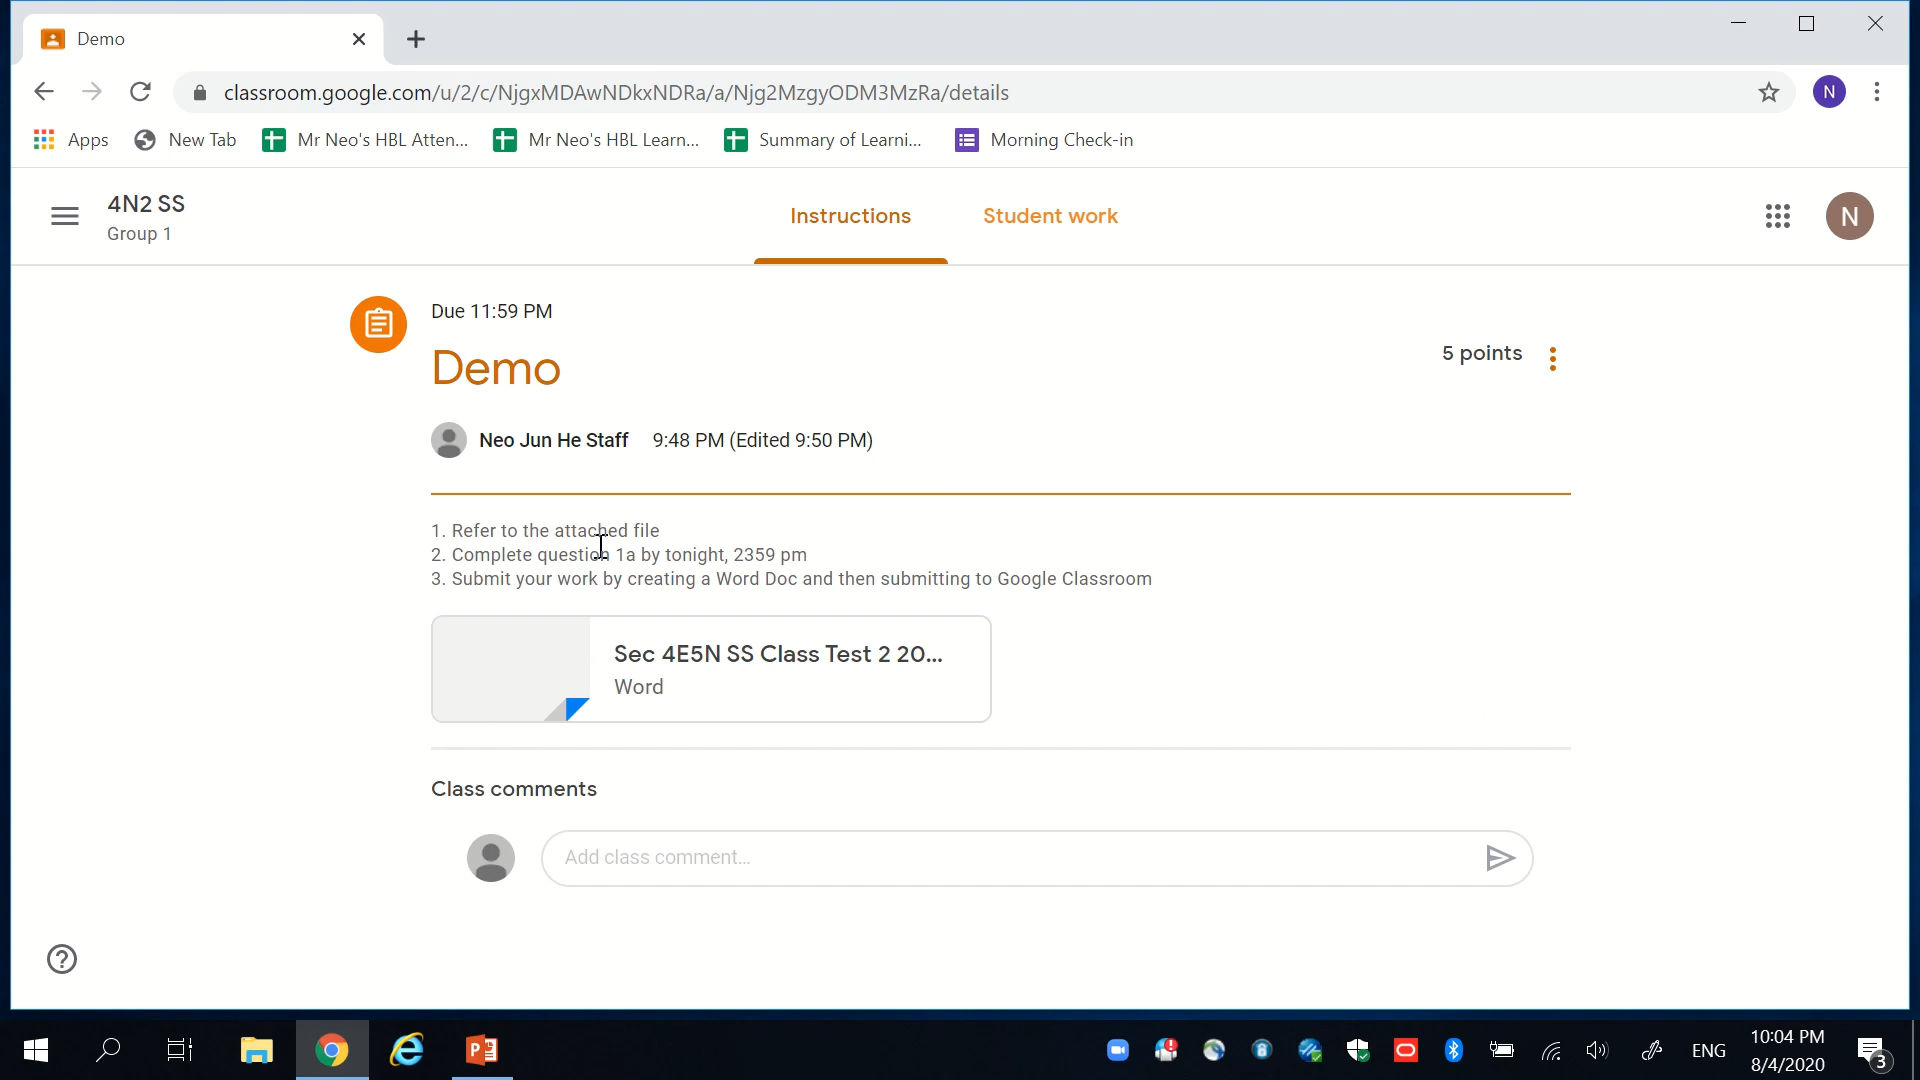 Demo
classroom.google.com/u/2/c/NjgxMDAwNDkxNDRa/a/Njg2MzgyODM3MzRa/details
N
Apps
New Tab
Mr Neo's HBL Atten...
Mr Neo's HBL Learn...
Summary of Learni...
Morning Check-in
4N2 SS
Group 1
Instructions
Student work
N
Due 11:59 PM
Demo
5 points
Neo Jun He Staff 9:48 PM (Edited 9:50 PM)
1. Refer to the attached file
2. Complete question 1a by tonight, 2359 pm
3. Submit your work by creating a Word Doc and then submitting to Google Classroom
Sec 4E5N SS Class Test 2 20...
Word
Class comments
Add class comment...
ENG
10:04 PM
8/4/2020
3